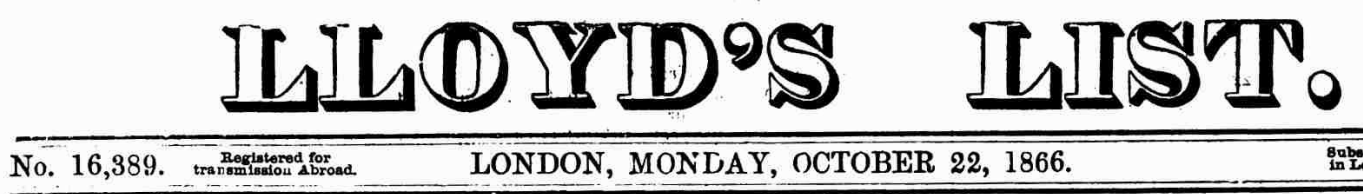 LLOYD'S LIST.
No. 16,389. Registered for transmission Abroad. LONDON, MONDAY, OCTOBER 22, 1866.